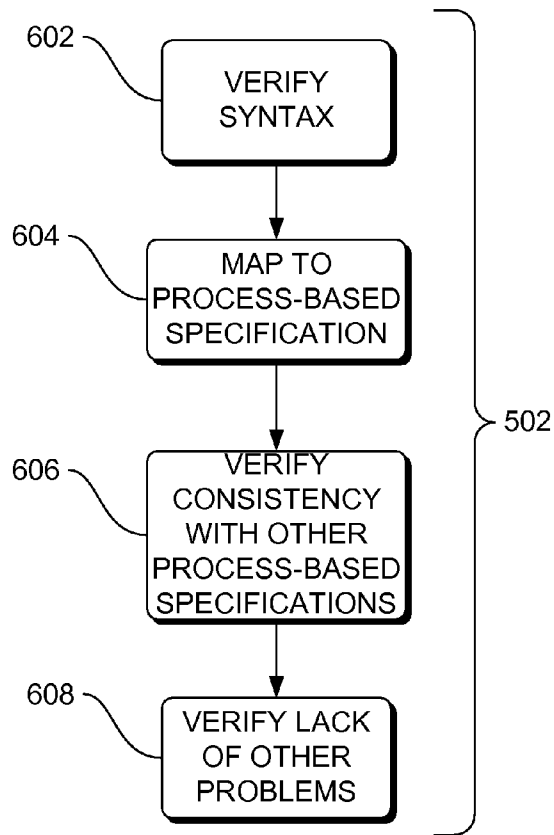 602
VERIFY
SYNTAX
604
MAP TO
PROCESS-BASED
SPECIFICATION
502
606
VERIFY
CONSISTENCY
WITH OTHER
PROCESS-BASED
SPECIFICATIONS
608
VERIFY LACK
OF OTHER
PROBLEMS